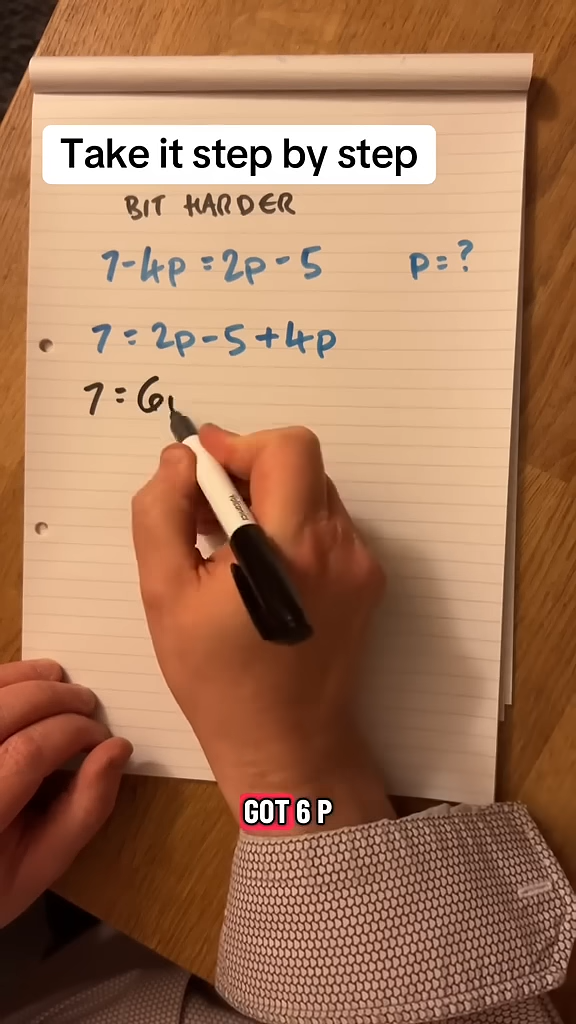 Take it step by step
BIT HARDER
7-4p=2p-5 p=?
7=2p-5+4p
7=6
GOT 6 P